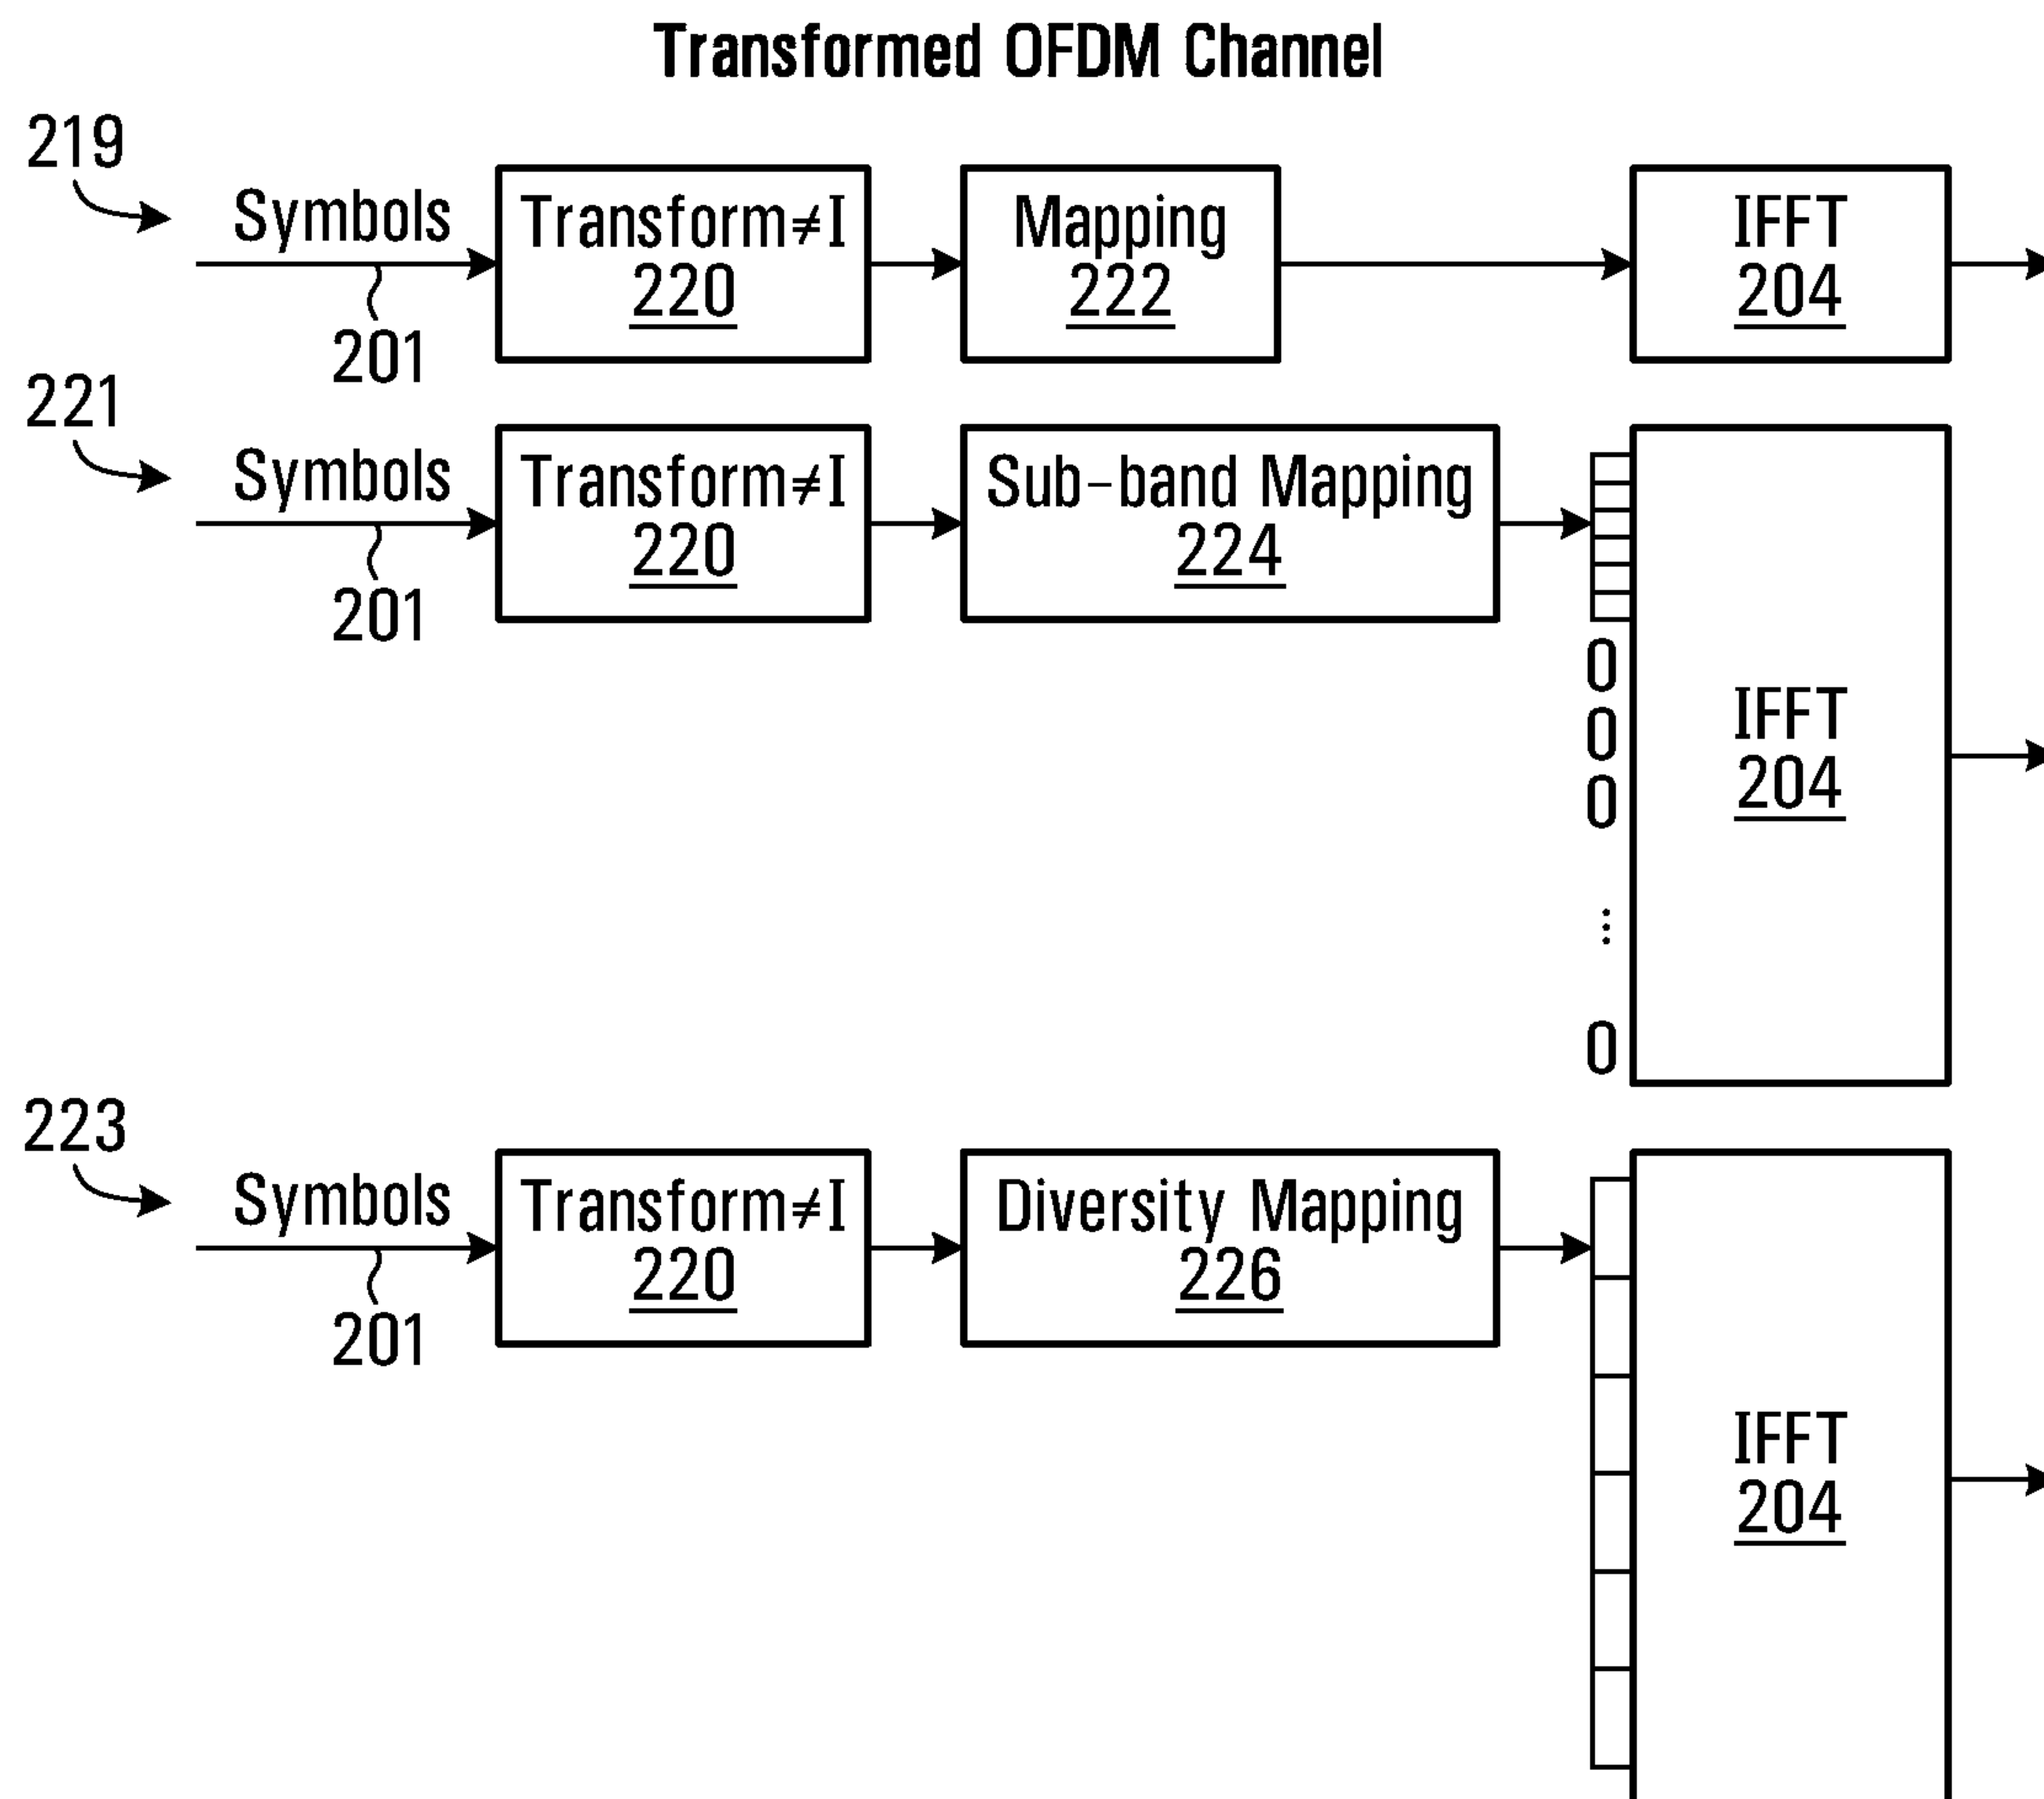 Transformed OFDM Channel
219
Symbols
201
Transform≠I
220
Mapping
222
IFFT
204
221
Symbols
201
Transform≠I
220
Sub-band Mapping
224
0
0
0
⋮
0
IFFT
204
223
Symbols
201
Transform≠I
220
Diversity Mapping
226
IFFT
204